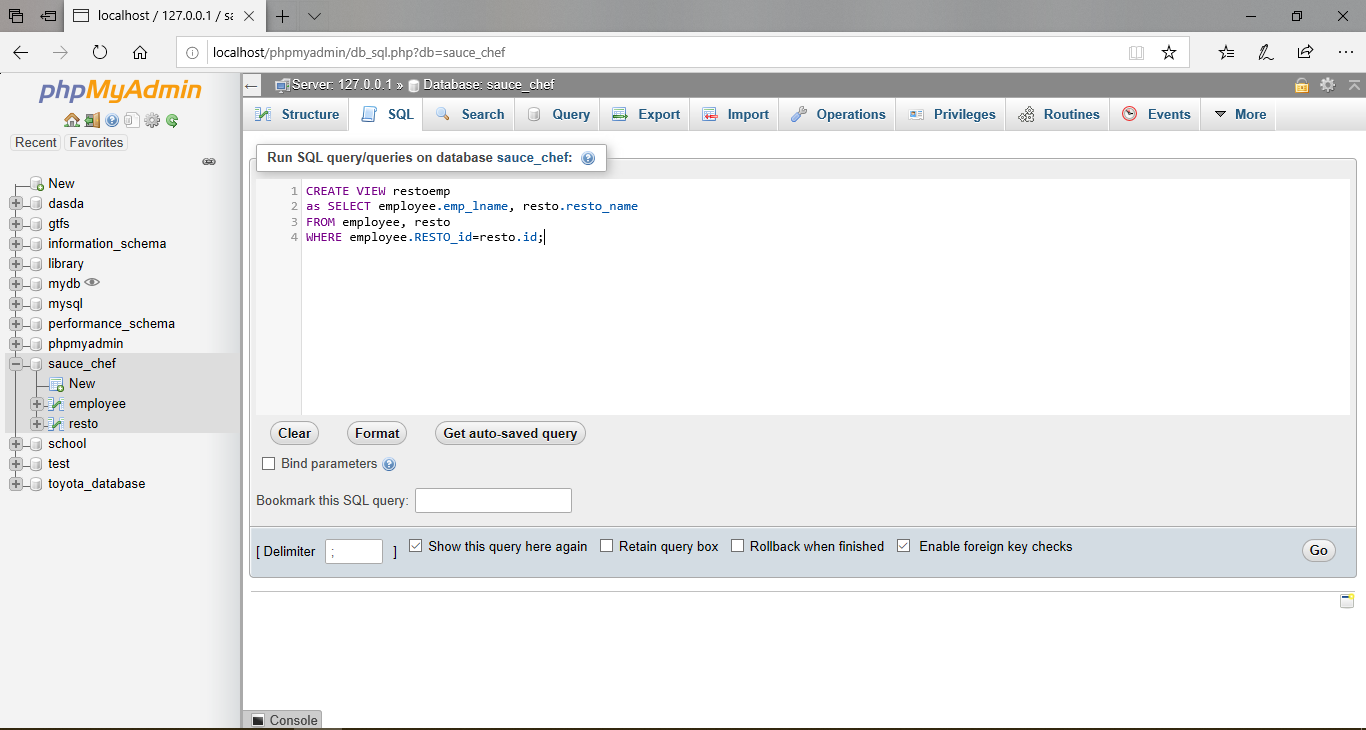 localhost / 127.0.0.1 / sa
localhost/phpmyadmin/db_sql.php?db=sauce_chef
phpMyAdmin
Recent Favorites
New
dasda
gtfs
information_schema
library
mydb
mysql
performance_schema
phpmyadmin
sauce_chef
New
employee
resto
school
test
toyota_database
Server: 127.0.0.1 » Database: sauce_chef
Structure SQL Search Query Export Import Operations Privileges Routines Events More
Run SQL query/queries on database sauce_chef:
1 CREATE VIEW restoemp
2 as SELECT employee.emp_lname, resto.resto_name
3 FROM employee, resto
4 WHERE employee.RESTO_id=resto.id;
Clear Format Get auto-saved query
Bind parameters
Bookmark this SQL query:
[ Delimiter ; ] Show this query here again Retain query box Rollback when finished Enable foreign key checks Go
Console